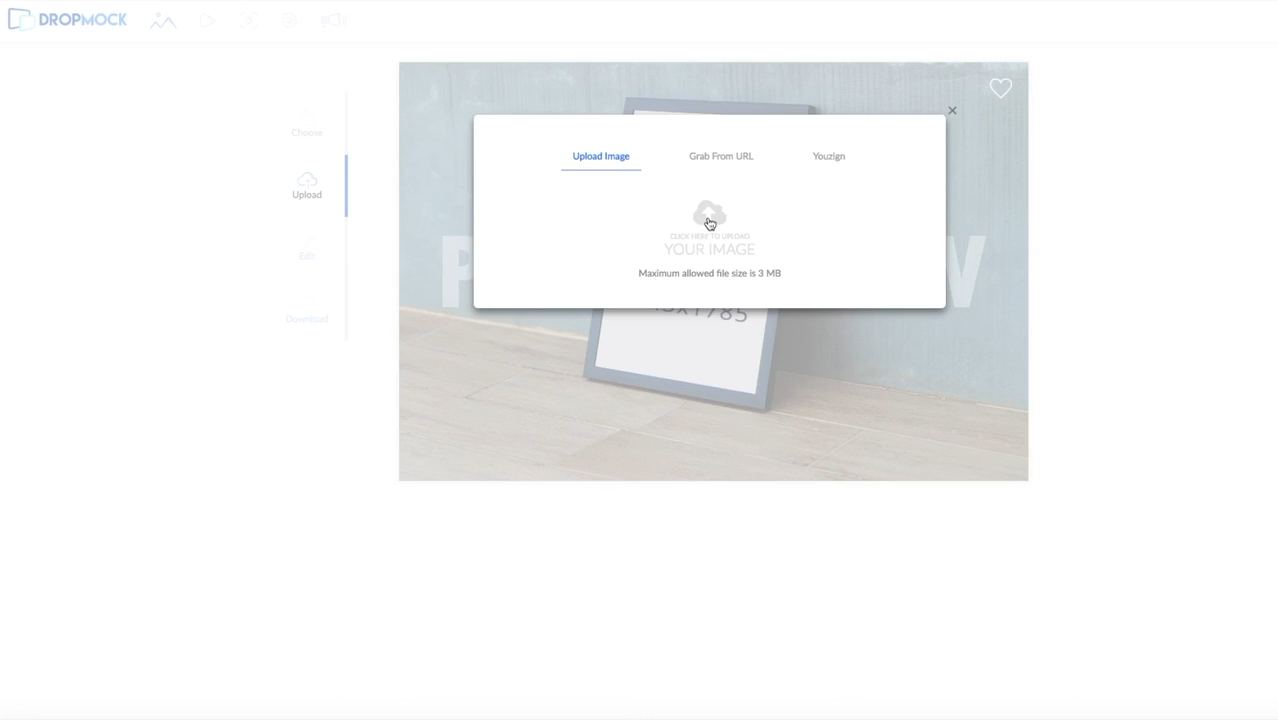 DROPMOCK
Choose
Upload
Edit
Download
Upload Image
Grab From URL
Youzign
CLICK HERE TO UPLOAD
YOUR IMAGE
Maximum allowed file size is 3 MB